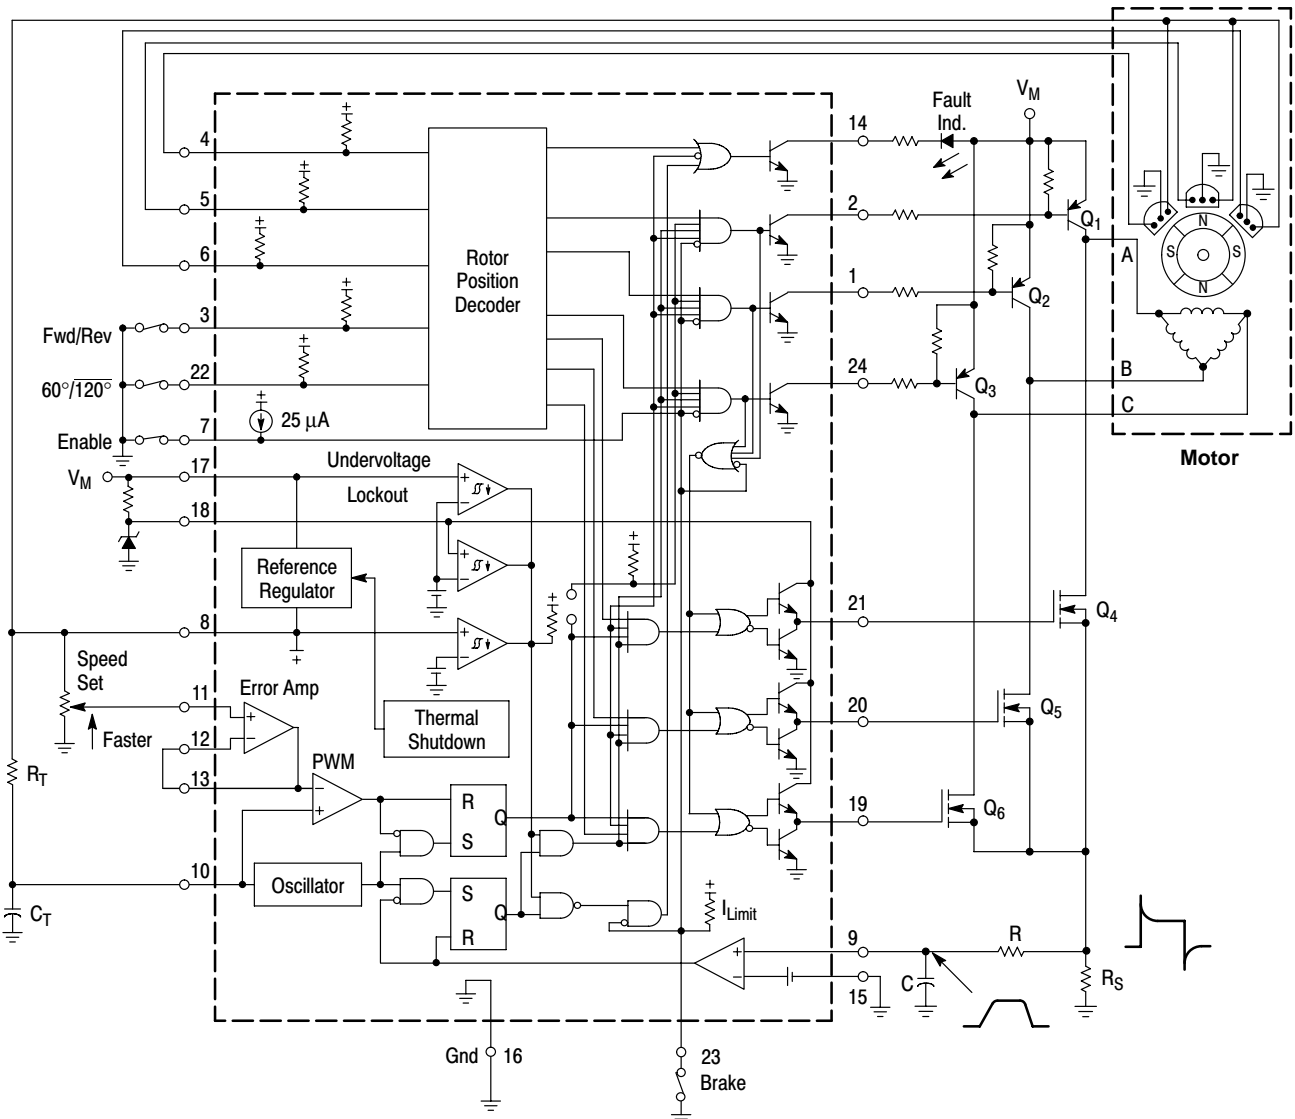 V_M
Fault
Ind.
14
4
5
2
6
Rotor
Position
Decoder
1
3
Fwd/Rev
22
60°/120°
24
25 μA
7
Enable
Q1
Q2
Q3
A
B
C
N
S
S
N
Motor
17
V_M
Undervoltage
Lockout
18
Reference
Regulator
8
21
Q4
Speed
Set
11
Error Amp
Thermal
Shutdown
20
Q5
Faster
12
13
PWM
R_T
R
Q
S
19
Q6
10
Oscillator
S
Q
R
C_T
I_Limit
9
R
15
C
R_S
Gnd
16
23
Brake
+
−
+
−
+
−
+
−
−
+
+
−
+
+
+
+
+
+
+
+
+
+